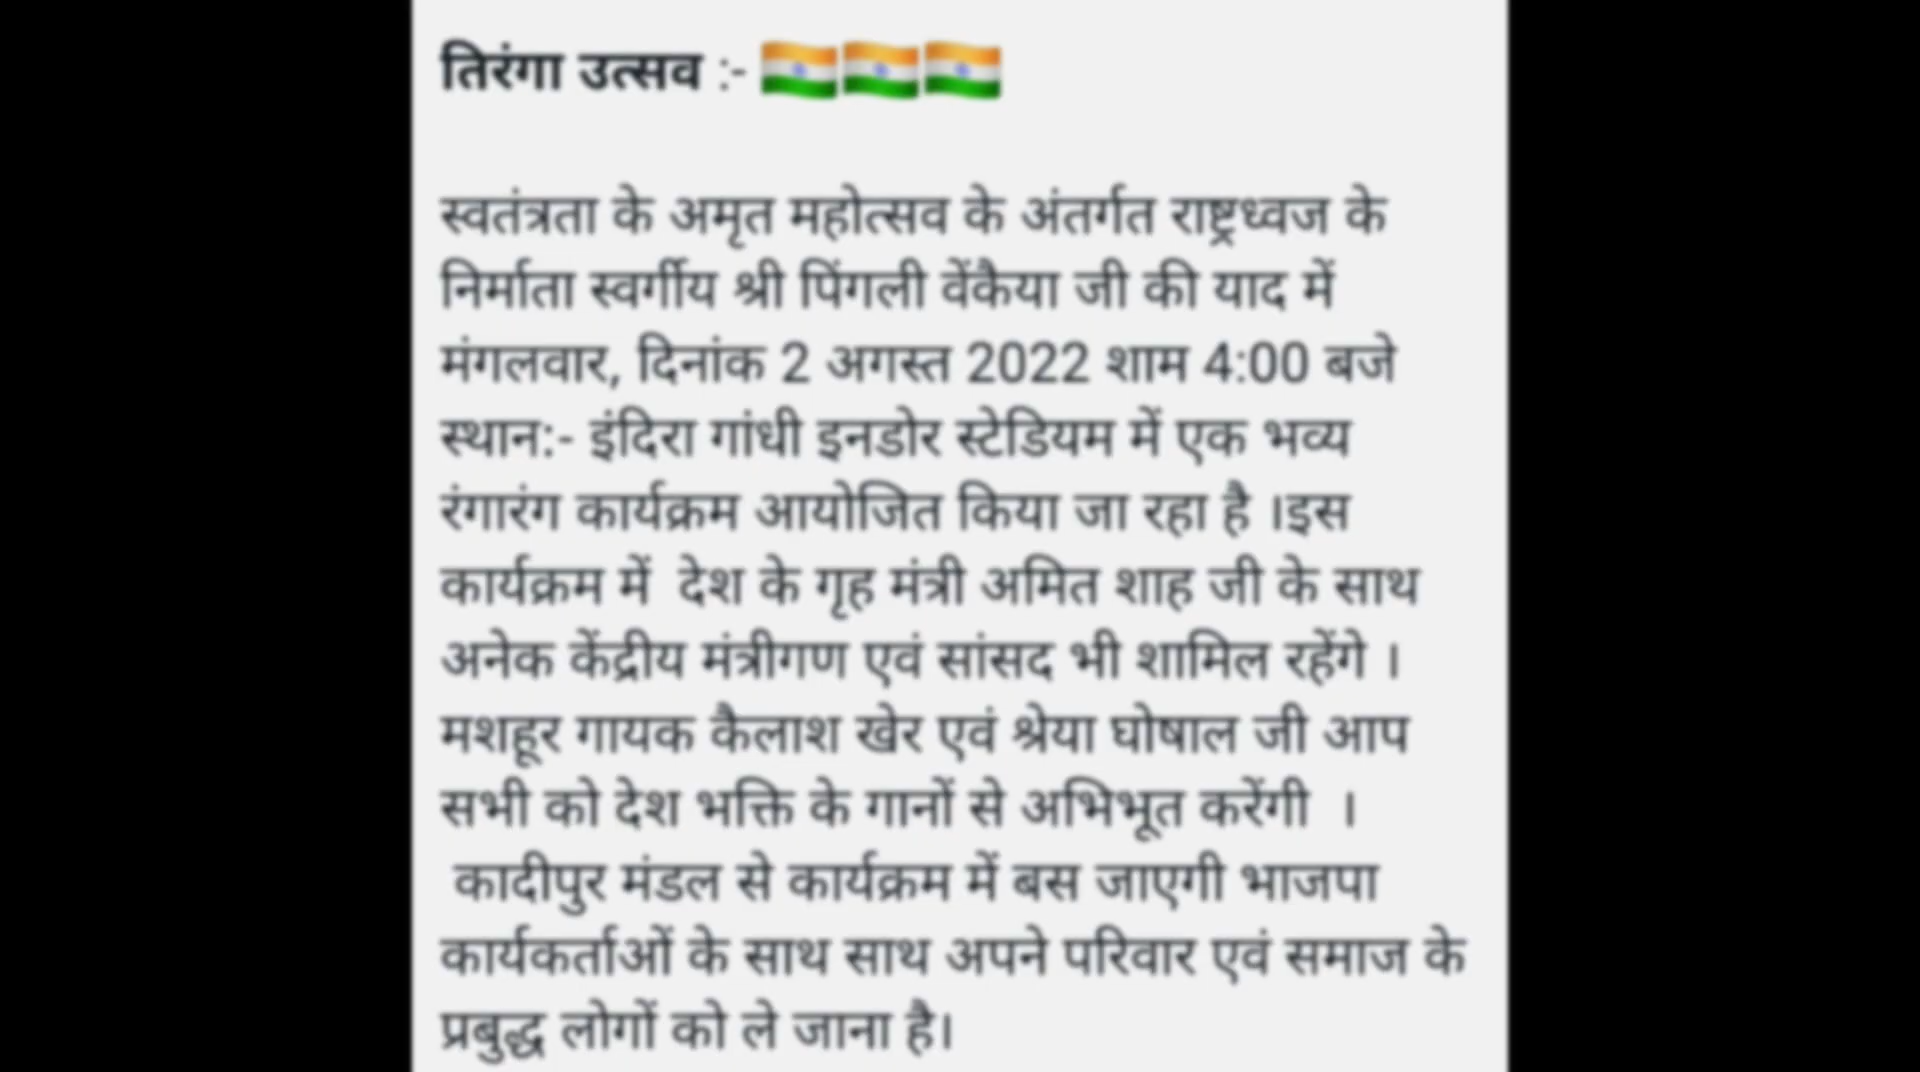 तिरंगा उत्सव :- 🇮🇳🇮🇳🇮🇳
स्वतंत्रता के अमृत महोत्सव के अंतर्गत राष्ट्रध्वज के
निर्माता स्वर्गीय श्री पिंगली वेंकैया जी की याद में
मंगलवार, दिनांक 2 अगस्त 2022 शाम 4:00 बजे
स्थान:- इंदिरा गांधी इनडोर स्टेडियम में एक भव्य
रंगारंग कार्यक्रम आयोजित किया जा रहा है ।इस
कार्यक्रम में देश के गृह मंत्री अमित शाह जी के साथ
अनेक केंद्रीय मंत्रीगण एवं सांसद भी शामिल रहेंगे ।
मशहूर गायक कैलाश खेर एवं श्रेया घोषाल जी आप
सभी को देश भक्ति के गानों से अभिभूत करेंगी ।
कादीपुर मंडल से कार्यक्रम में बस जाएगी भाजपा
कार्यकर्ताओं के साथ साथ अपने परिवार एवं समाज के
प्रबुद्ध लोगों को ले जाना है।